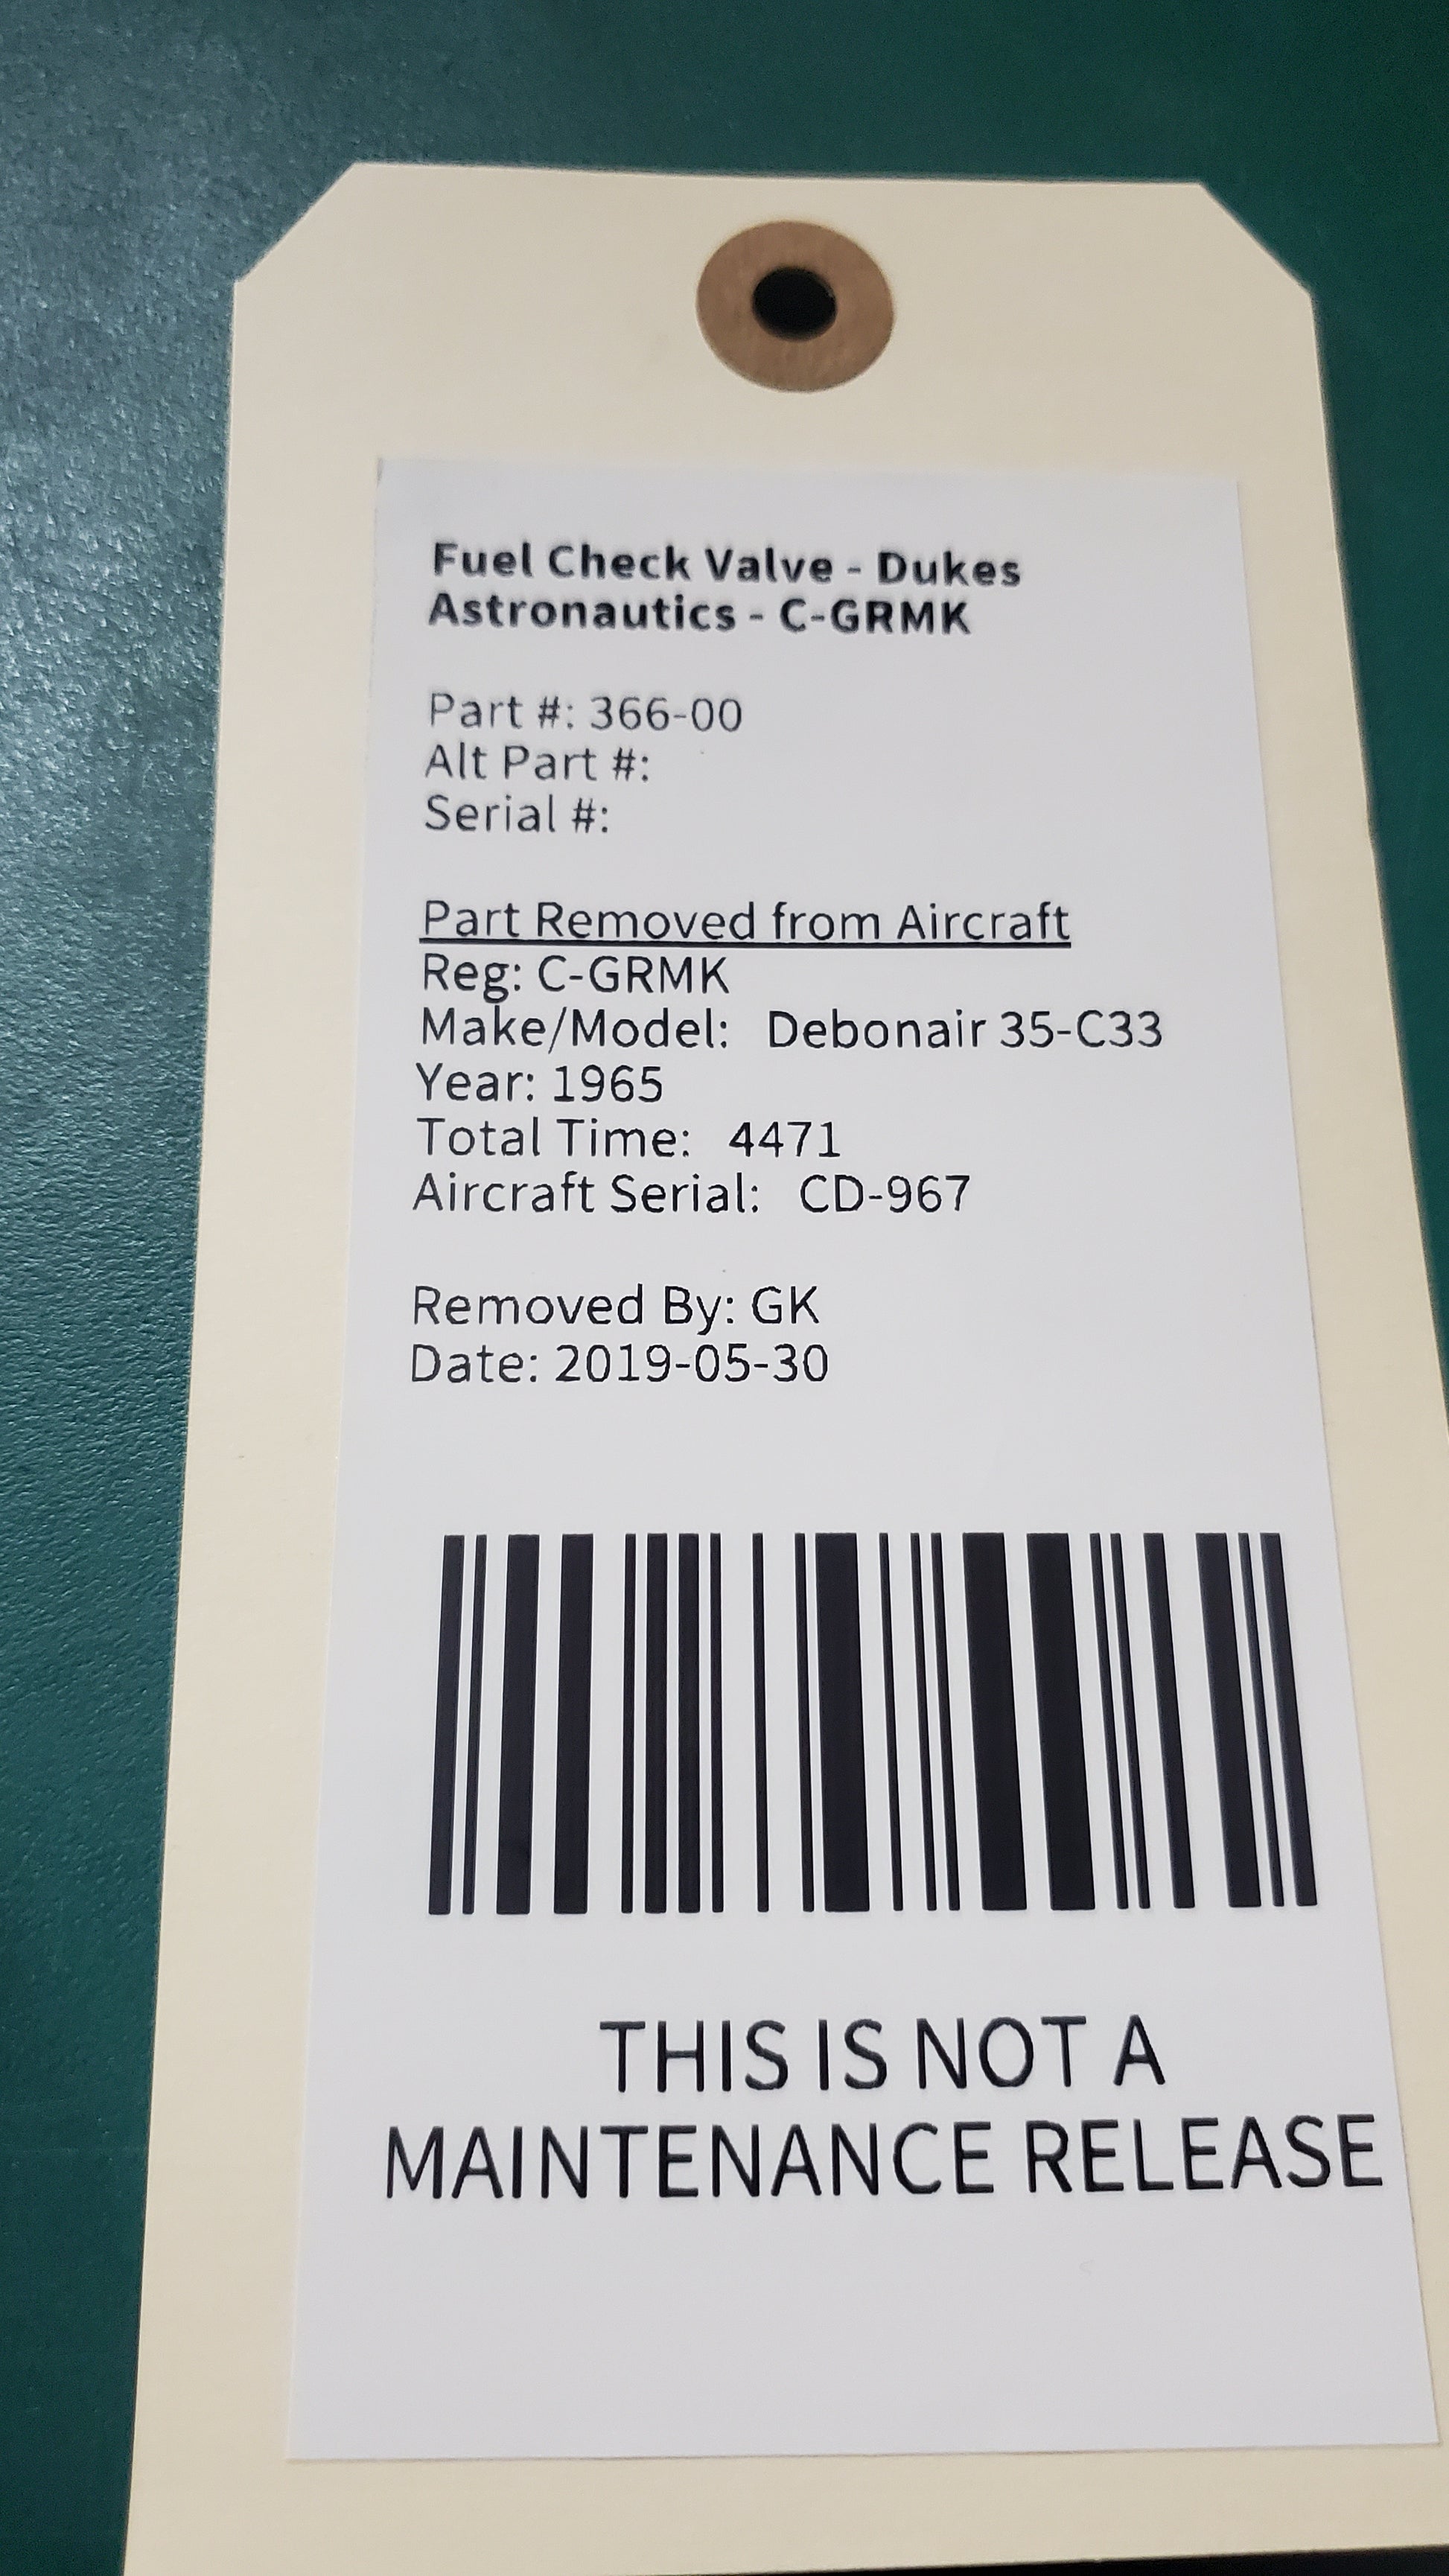 Fuel Check Valve - Dukes
Astronautics - C-GRMK
Part #: 366-00
Alt Part #:
Serial #:
Part Removed from Aircraft
Reg: C-GRMK
Make/Model: Debonair 35-C33
Year: 1965
Total Time: 4471
Aircraft Serial: CD-967
Removed By: GK
Date: 2019-05-30
THIS IS NOT A
MAINTENANCE RELEASE